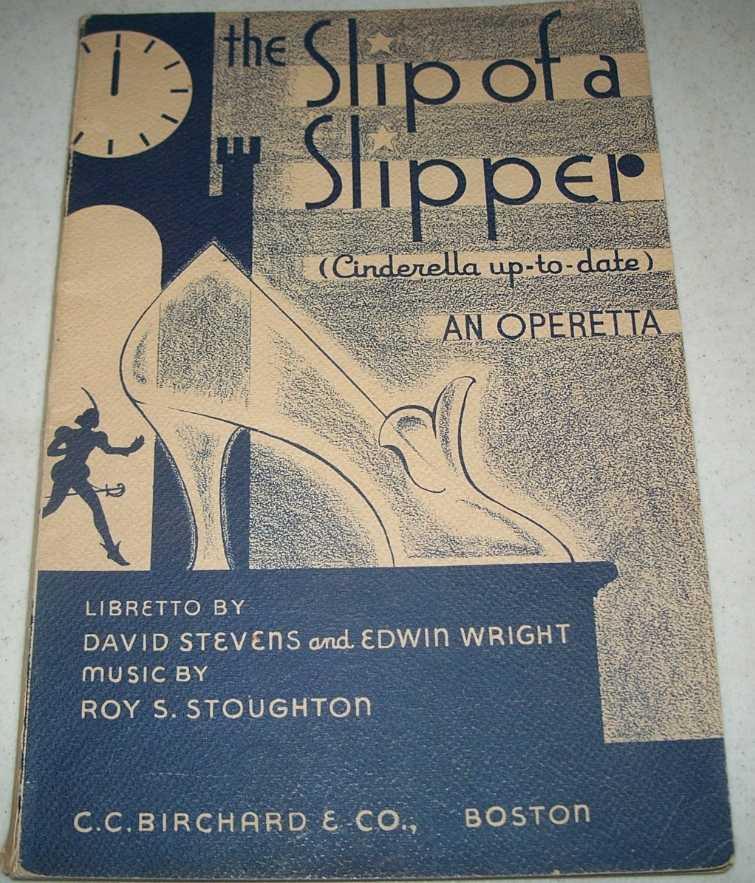 the Slip of a
Slipper
(Cinderella up-to-date)
AN OPERETTA
LIBRETTO BY
DAVID STEVENS and EDWIN WRIGHT
MUSIC BY
ROY S. STOUGHTON
C.C. BIRCHARD & CO., BOSTON